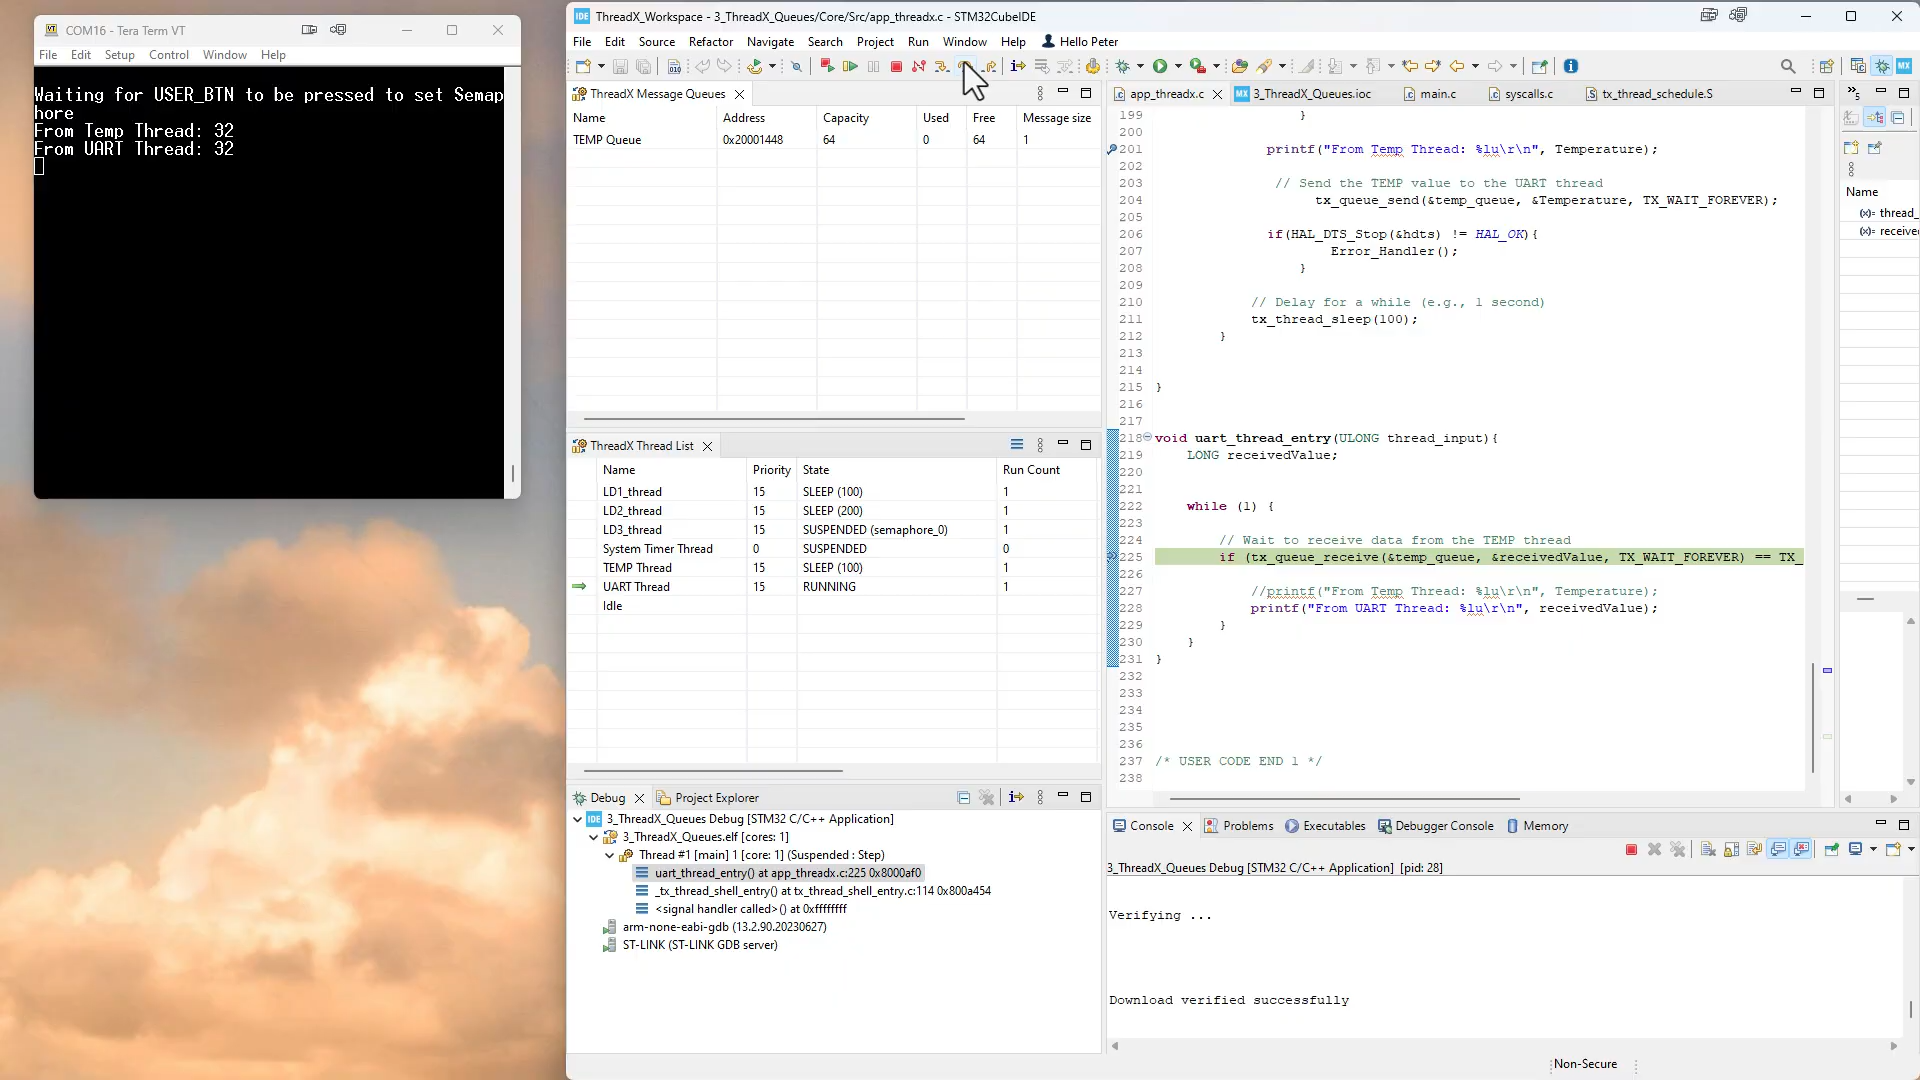 COM16 - Tera Term VT
File Edit Setup Control Window Help
Waiting for USER_BTN to be pressed to set Semap
hore
From Temp Thread: 32
From UART Thread: 32
IDE ThreadX_Workspace - 3_ThreadX_Queues/Core/Src/app_threadx.c - STM32CubeIDE
File Edit Source Refactor Navigate Search Project Run Window Help Hello Peter
ThreadX Message Queues
Name Address Capacity Used Free Message size
TEMP Queue 0x20001448 64 0 64 1
ThreadX Thread List
Name Priority State Run Count
LD1_thread 15 SLEEP (100) 1
LD2_thread 15 SLEEP (200) 1
LD3_thread 15 SUSPENDED (semaphore_0) 1
System Timer Thread 0 SUSPENDED 0
TEMP Thread 15 SLEEP (100) 1
UART Thread 15 RUNNING 1
Idle
Debug Project Explorer
IDE 3_ThreadX_Queues Debug [STM32 C/C++ Application]
3_ThreadX_Queues.elf [cores: 1]
Thread #1 [main] 1 [core: 1] (Suspended : Step)
uart_thread_entry() at app_threadx.c:225 0x8000af0
_tx_thread_shell_entry() at tx_thread_shell_entry.c:114 0x800a454
<signal handler called>() at 0xffffffff
arm-none-eabi-gdb (13.2.90.20230627)
ST-LINK (ST-LINK GDB server)
app_threadx.c MX 3_ThreadX_Queues.ioc main.c syscalls.c tx_thread_schedule.S
199 }
200
201 printf("From Temp Thread: %lu\r\n", Temperature);
202
203 // Send the TEMP value to the UART thread
204 tx_queue_send(&temp_queue, &Temperature, TX_WAIT_FOREVER);
205
206 if(HAL_DTS_Stop(&hdts) != HAL_OK){
207 Error_Handler();
208 }
209
210 // Delay for a while (e.g., 1 second)
211 tx_thread_sleep(100);
212 }
213
214
215 }
216
217
218 void uart_thread_entry(ULONG thread_input){
219 LONG receivedValue;
220
221
222 while (1) {
223
224 // Wait to receive data from the TEMP thread
225 if (tx_queue_receive(&temp_queue, &receivedValue, TX_WAIT_FOREVER) == TX_
226
227 //printf("From Temp Thread: %lu\r\n", Temperature);
228 printf("From UART Thread: %lu\r\n", receivedValue);
229 }
230 }
231 }
232
233
234
235
236
237 /* USER CODE END 1 */
238
Name
(x)= thread_
(x)= receive
Console Problems Executables Debugger Console Memory
3_ThreadX_Queues Debug [STM32 C/C++ Application] [pid: 28]
Verifying ...
Download verified successfully
Non-Secure